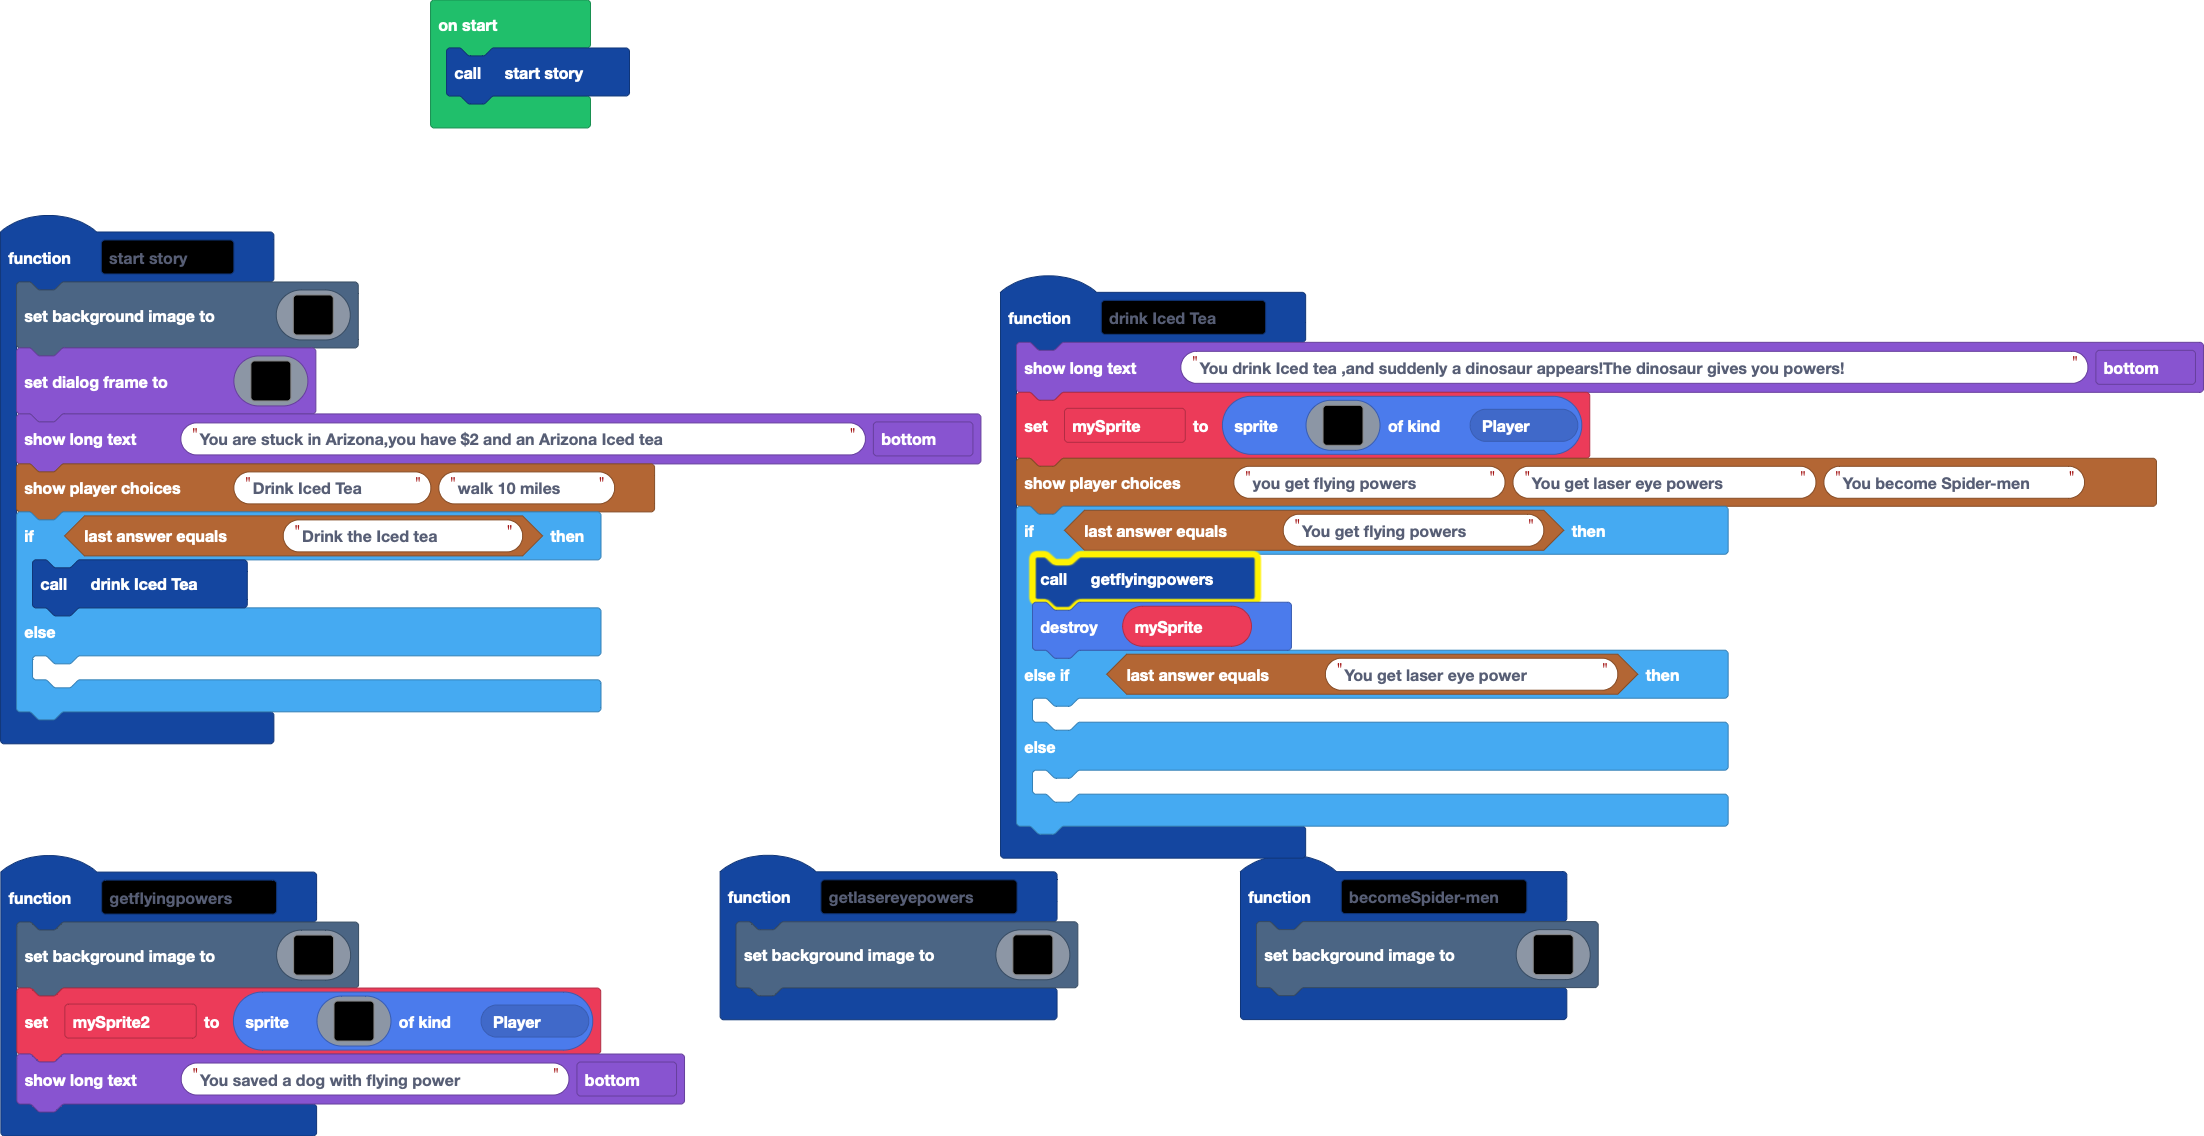 on start
call start story
function start story
set background image to
set dialog frame to
show long text "You are stuck in Arizona,you have $2 and an Arizona Iced tea" bottom
show player choices "Drink Iced Tea" "walk 10 miles"
if last answer equals "Drink the Iced tea" then
call drink Iced Tea
else
function drink Iced Tea
show long text "You drink Iced tea ,and suddenly a dinosaur appears!The dinosaur gives you powers!" bottom
set mySprite to sprite of kind Player
show player choices "you get flying powers" "You get laser eye powers" "You become Spider-men"
if last answer equals "You get flying powers" then
call getflyingpowers
destroy mySprite
else if last answer equals "You get laser eye power" then
else
function getflyingpowers
set background image to
set mySprite2 to sprite of kind Player
show long text "You saved a dog with flying power" bottom
function getlasereyepowers
set background image to
function becomeSpider-men
set background image to